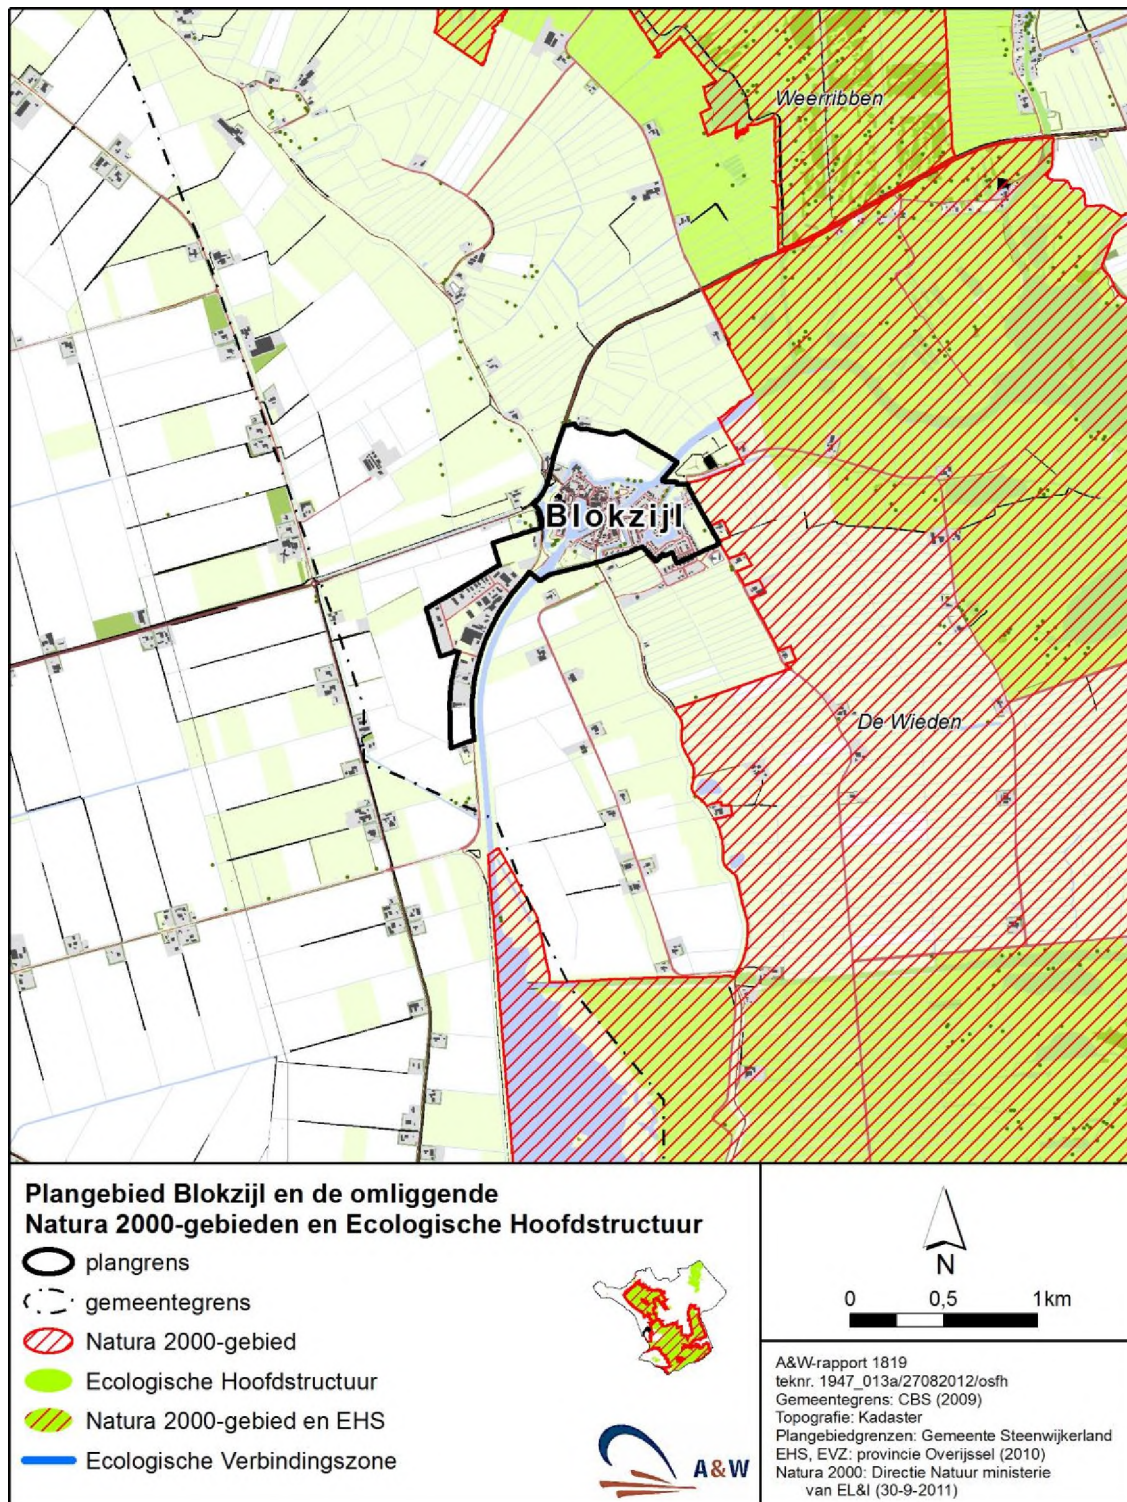 Weerribben
Blokzijl
De Wieden
Plangebied Blokzijl en de omliggende
Natura 2000-gebieden en Ecologische Hoofdstructuur
plangrens
gemeentegrens
Natura 2000-gebied
Ecologische Hoofdstructuur
Natura 2000-gebied en EHS
Ecologische Verbindingszone
A&W
N
0 0,5 1km
A&W-rapport 1819
teknr. 1947_013a/27082012/osfh
Gemeentegrens: CBS (2009)
Topografie: Kadaster
Plangebiedgrenzen: Gemeente Steenwijkerland
EHS, EVZ: provincie Overijssel (2010)
Natura 2000: Directie Natuur ministerie
van EL&I (30-9-2011)